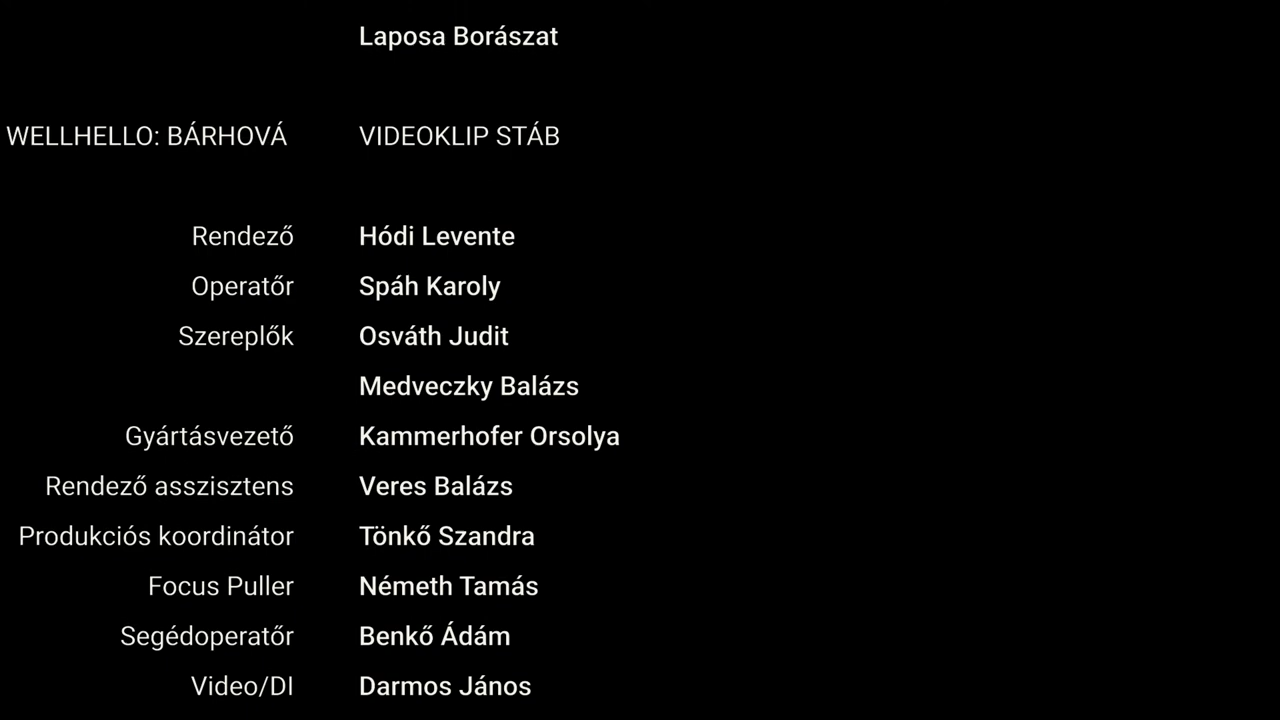 Laposa Borászat
WELLHELLO: BÁRHOVÁ VIDEOKLIP STÁB
Rendező Hódi Levente
Operatőr Spáh Karoly
Szereplők Osváth Judit
Medveczky Balázs
Gyártásvezető Kammerhofer Orsolya
Rendező asszisztens Veres Balázs
Produkciós koordinátor Tönkő Szandra
Focus Puller Németh Tamás
Segédoperatőr Benkő Ádám
Video/DI Darmos János